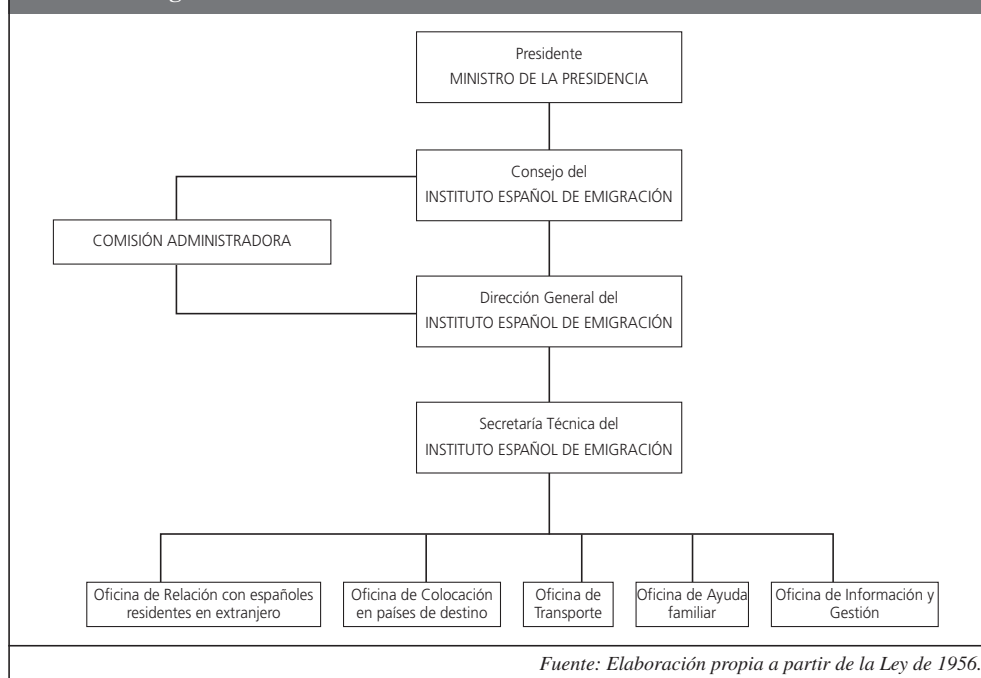 Presidente
MINISTRO DE LA PRESIDENCIA
Consejo del
INSTITUTO ESPAÑOL DE EMIGRACIÓN
COMISIÓN ADMINISTRADORA
Dirección General del
INSTITUTO ESPAÑOL DE EMIGRACIÓN
Secretaría Técnica del
INSTITUTO ESPAÑOL DE EMIGRACIÓN
Oficina de Relación con españoles
residentes en extranjero
Oficina de Colocación
en países de destino
Oficina de
Transporte
Oficina de Ayuda
familiar
Oficina de Información y
Gestión
Fuente: Elaboración propia a partir de la Ley de 1956.